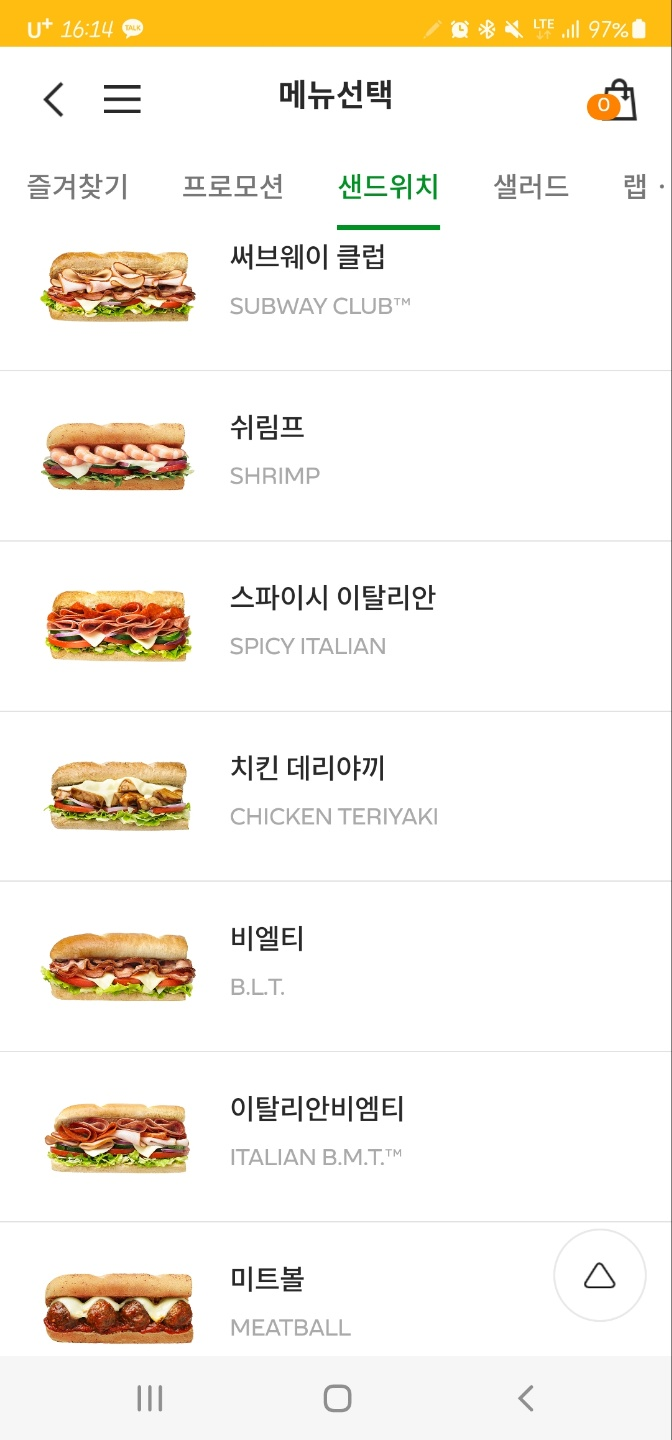 U⁺ 16:14 TALK LTE 97%
메뉴선택
0
즐겨찾기 프로모션 샌드위치 샐러드 랩 ·
써브웨이 클럽
SUBWAY CLUB™
쉬림프
SHRIMP
스파이시 이탈리안
SPICY ITALIAN
치킨 데리야끼
CHICKEN TERIYAKI
비엘티
B.L.T.
이탈리안비엠티
ITALIAN B.M.T.™
미트볼
MEATBALL